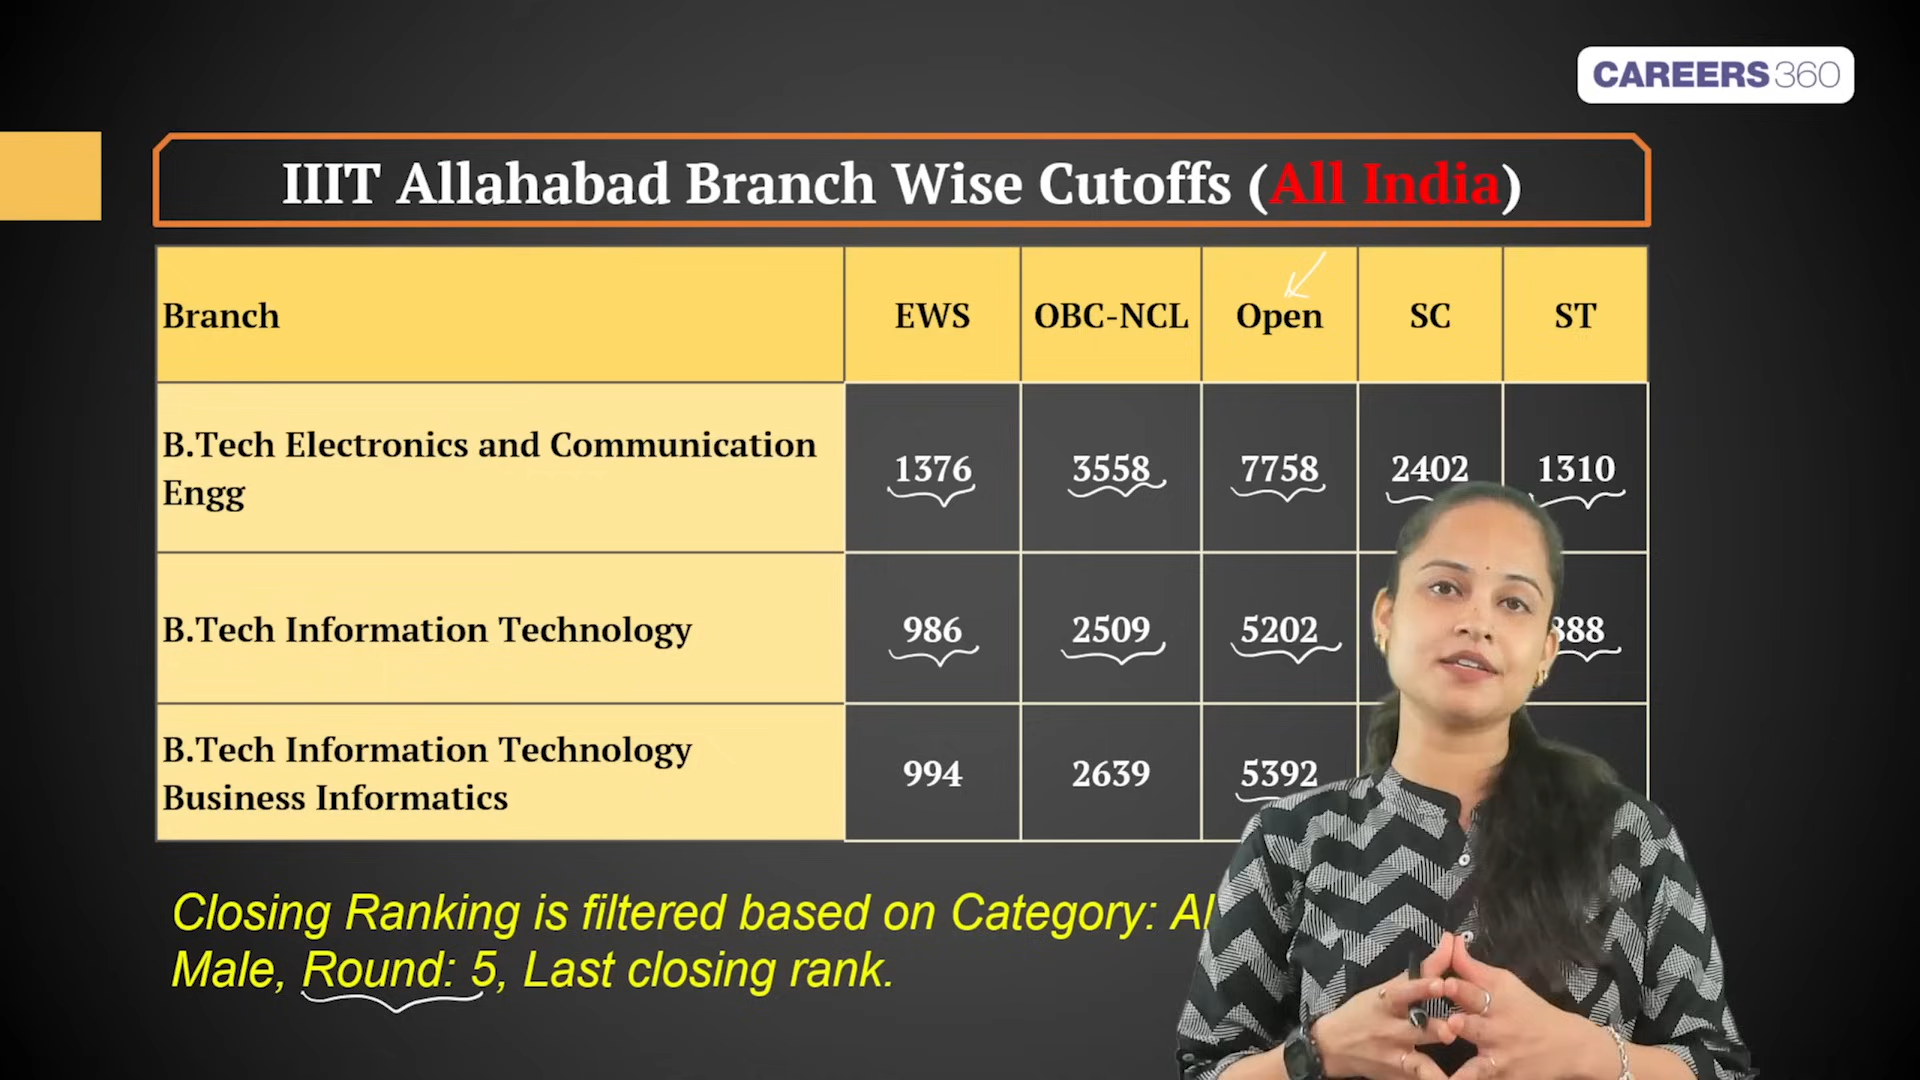 CAREERS360
IIIT Allahabad Branch Wise Cutoffs (All India)
Branch EWS OBC-NCL Open SC ST
B.Tech Electronics and Communication
Engg
1376 3558 7758 2402 1310
B.Tech Information Technology 986 2509 5202
B.Tech Information Technology
Business Informatics
994 2639 5392
Closing Ranking is filtered based on Category:
Male, Round: 5, Last closing rank.